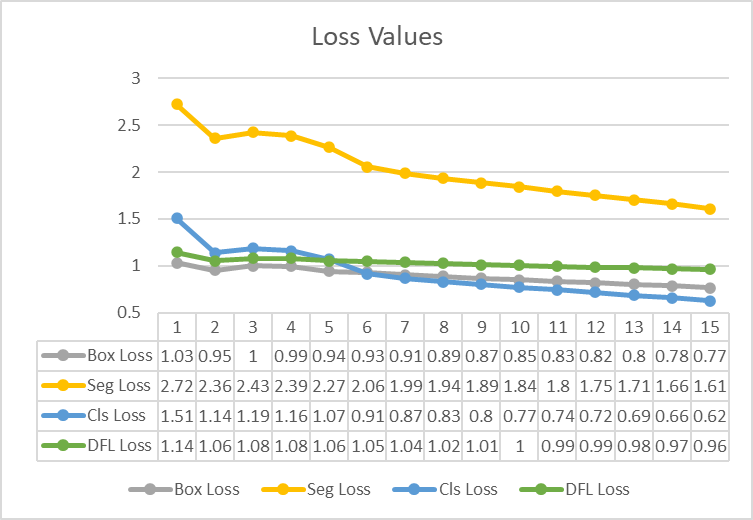 Loss Values
3
2.5
2
1.5
1
0.5
1 2 3 4 5 6 7 8 9 10 11 12 13 14 15
Box Loss 1.03 0.95 1 0.99 0.94 0.93 0.91 0.89 0.87 0.85 0.83 0.82 0.8 0.78 0.77
Seg Loss 2.72 2.36 2.43 2.39 2.27 2.06 1.99 1.94 1.89 1.84 1.8 1.75 1.71 1.66 1.61
Cls Loss 1.51 1.14 1.19 1.16 1.07 0.91 0.87 0.83 0.8 0.77 0.74 0.72 0.69 0.66 0.62
DFL Loss 1.14 1.06 1.08 1.08 1.06 1.05 1.04 1.02 1.01 1 0.99 0.99 0.98 0.97 0.96
Box Loss Seg Loss Cls Loss DFL Loss